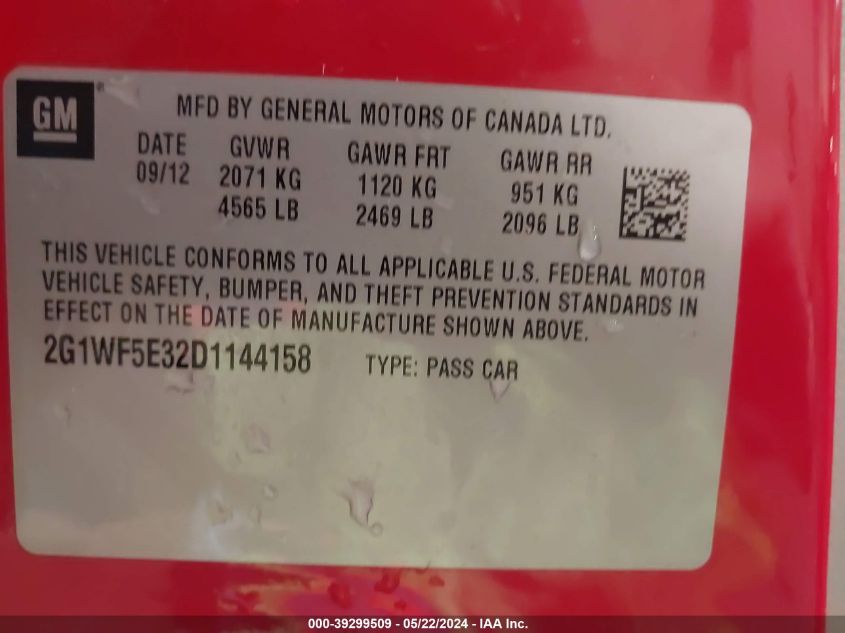 GM®
MFD BY GENERAL MOTORS OF CANADA LTD.
DATE GVWR GAWR FRT GAWR RR
09/12 2071 KG 1120 KG 951 KG
4565 LB 2469 LB 2096 LB
THIS VEHICLE CONFORMS TO ALL APPLICABLE U.S. FEDERAL MOTOR
VEHICLE SAFETY, BUMPER, AND THEFT PREVENTION STANDARDS IN
EFFECT ON THE DATE OF MANUFACTURE SHOWN ABOVE.
2G1WF5E32D1144158 TYPE: PASS CAR
000-39299509 - 05/22/2024 - IAA Inc.